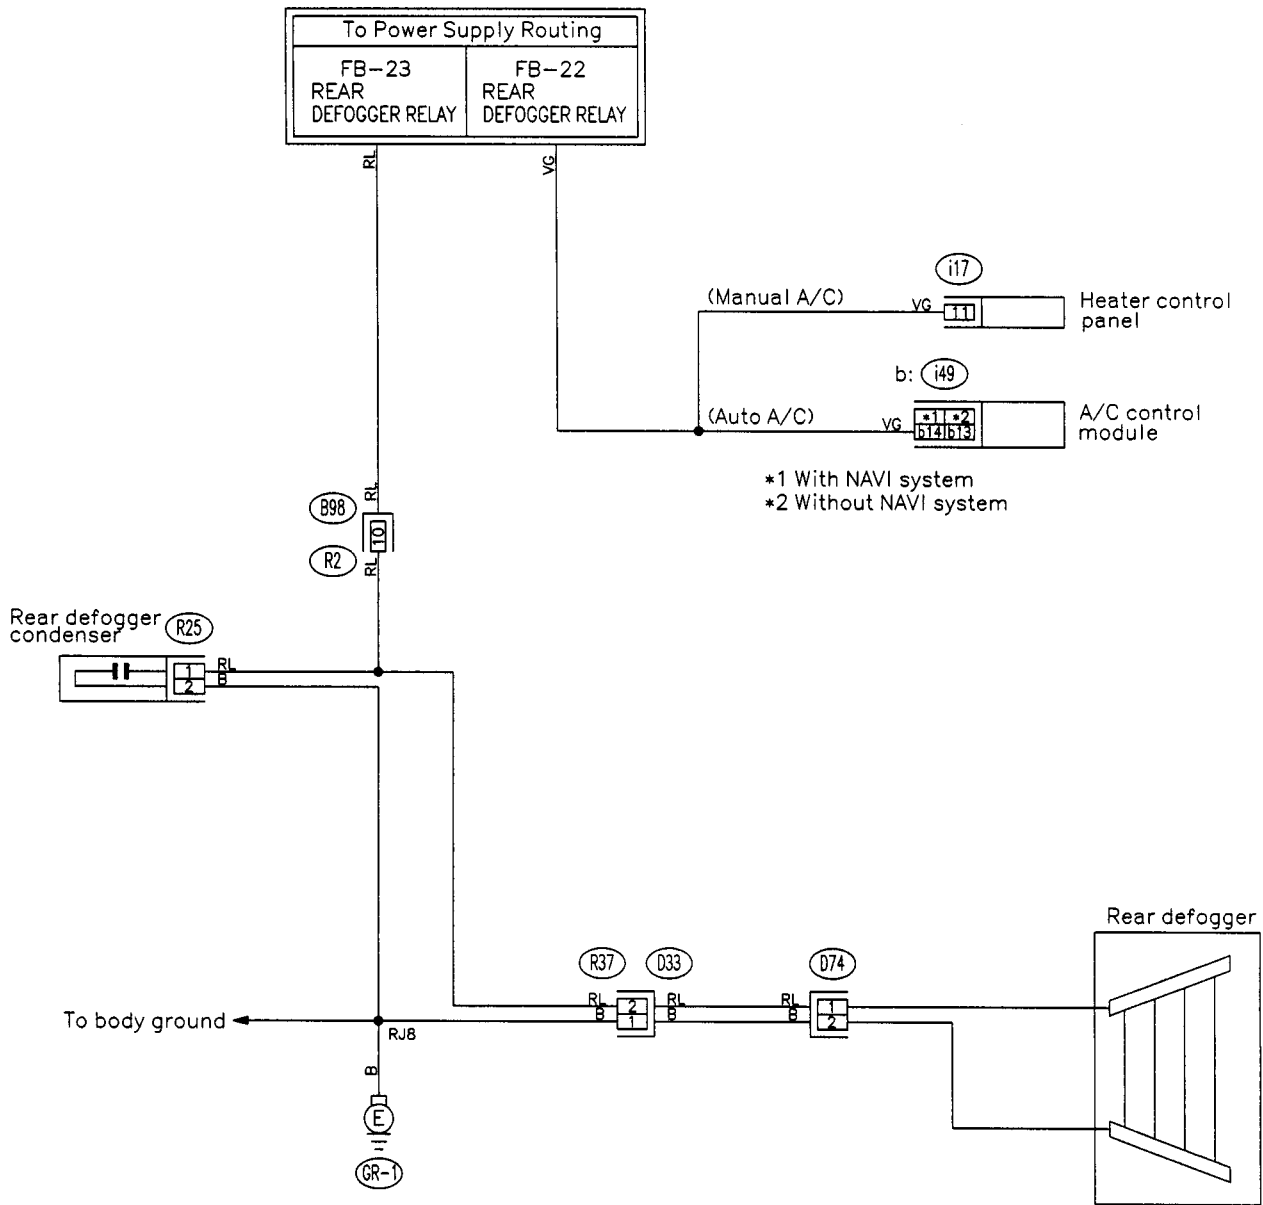 To Power Supply Routing
FB-23
REAR
DEFOGGER RELAY
FB-22
REAR
DEFOGGER RELAY
RL
VG
i17
(Manual A/C)
VG
11
Heater control
panel
b: i49
(Auto A/C)
VG
*1 *2
b14 b13
A/C control
module
*1 With NAVI system
*2 Without NAVI system
RL
B98
10
R2
RL
Rear defogger
condenser
R25
1
2
RL
B
Rear defogger
R37
D33
D74
RL
B
2
1
RL
B
RL
B
1
2
To body ground
RJ8
B
E
GR-1